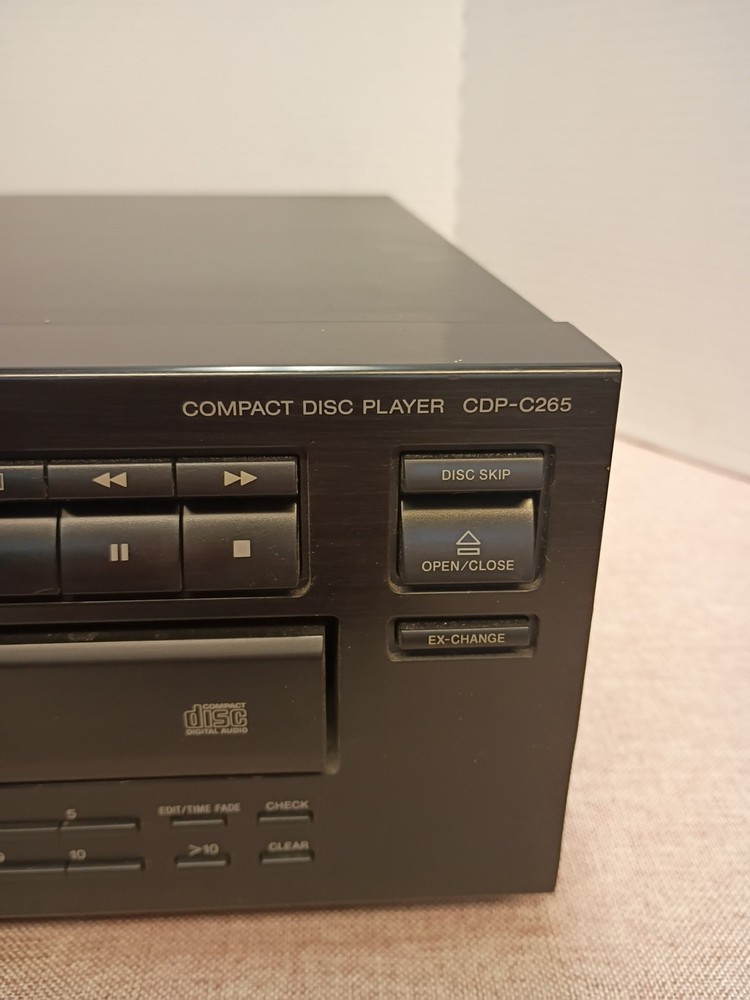 COMPACT DISC PLAYER CDP-C265
DISC SKIP
OPEN/CLOSE
EX-CHANGE
COMPACT
disc
DIGITAL AUDIO
5
EDIT/TIME FADE
CHECK
10
>10
CLEAR